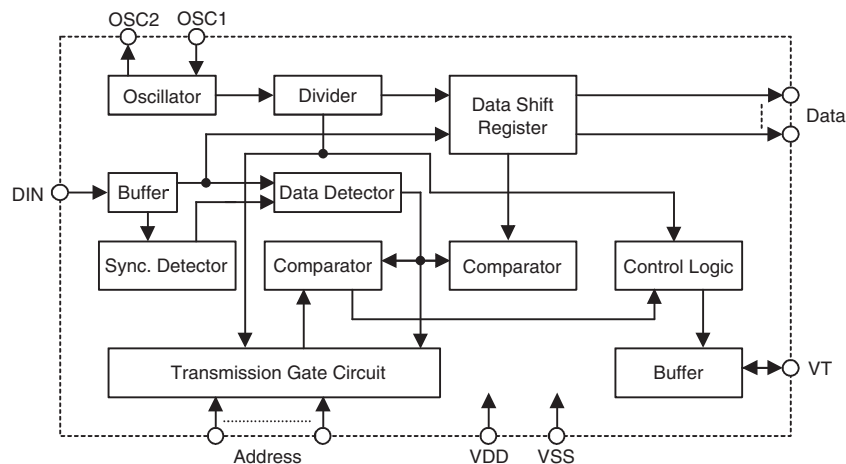 OSC2 OSC1
Oscillator
Divider
Data Shift
Register
Data
DIN
Buffer
Data Detector
Sync. Detector
Comparator
Comparator
Control Logic
Transmission Gate Circuit
Buffer
VT
Address
VDD
VSS